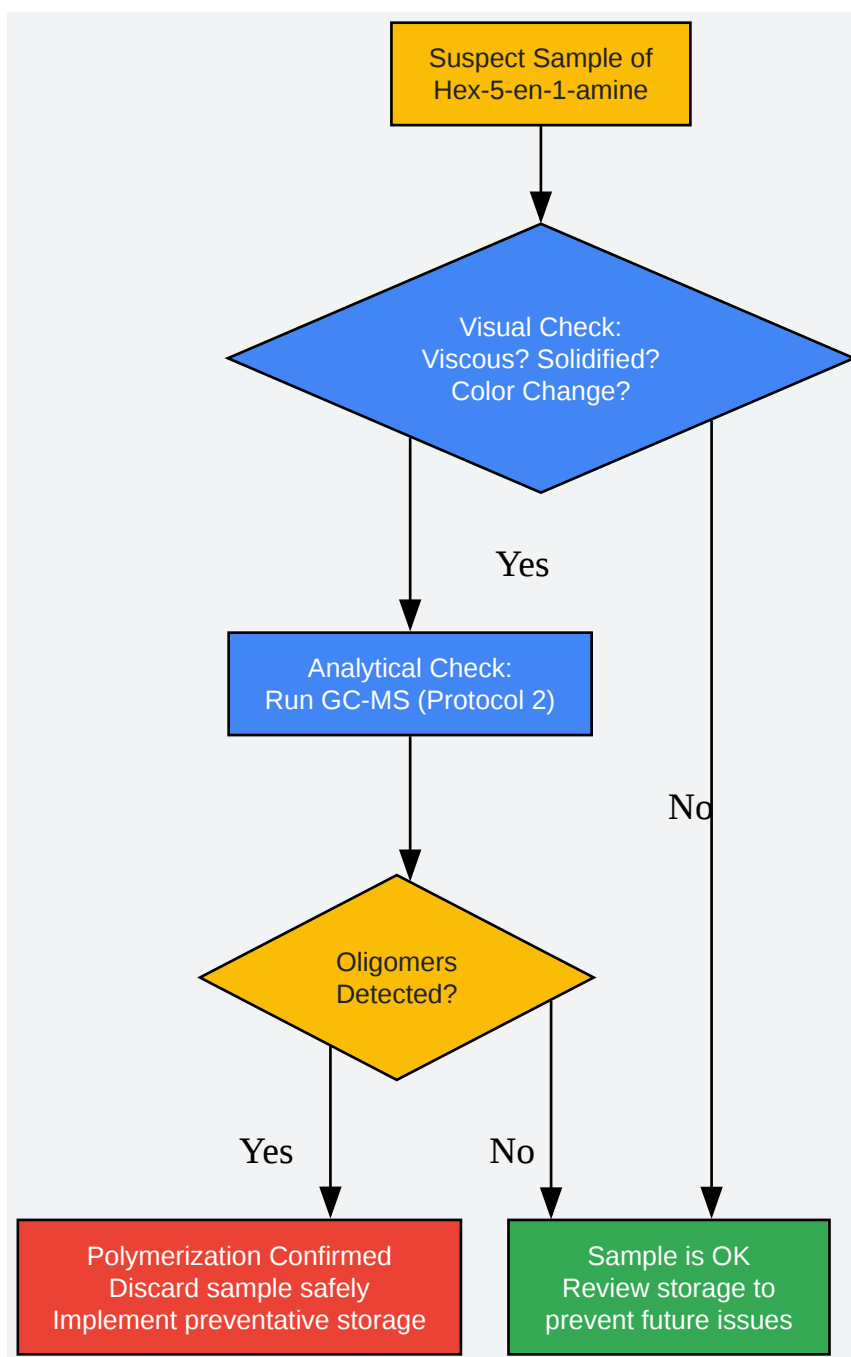 Suspect Sample of
Hex-5-en-1-amine
Visual Check:
Viscous? Solidified?
Color Change?
Yes
Analytical Check:
Run GC-MS (Protocol 2)
No
Oligomers
Detected?
Yes
No
Polymerization Confirmed
Discard sample safely
Implement preventative storage
Sample is OK
Review storage to
prevent future issues